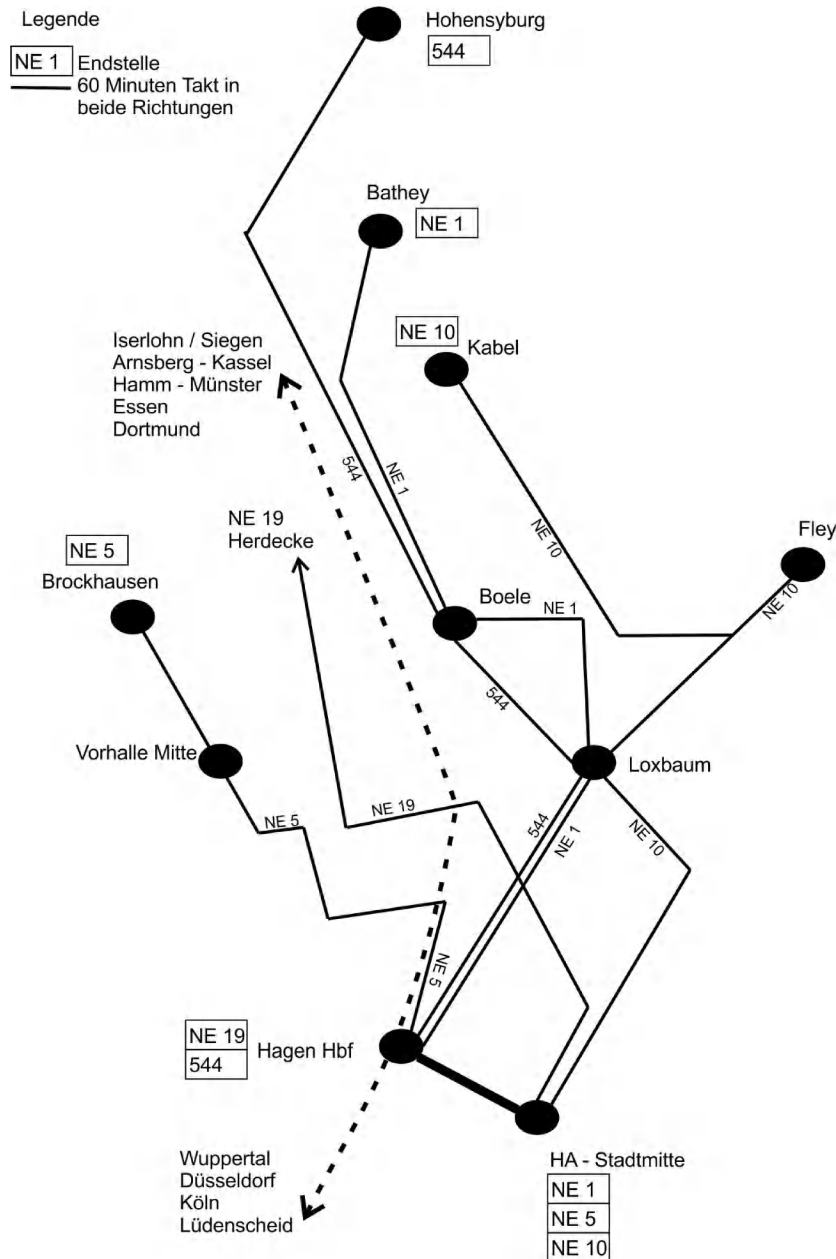 Legende
NE 1 Endstelle
60 Minuten Takt in
beide Richtungen
Hohensyburg
544
Bathey
NE 1
NE 10
Kabel
Iserlohn / Siegen
Arnsberg - Kassel
Hamm - Münster
Essen
Dortmund
544
NE 1
NE 10
NE 19
Herdecke
Fley
NE 10
NE 5
Brockhausen
Boele
NE 1
544
Vorhalle Mitte
Loxbaum
NE 5
NE 19
544
NE 1
NE 10
NE 5
NE 19
544
Hagen Hbf
Wuppertal
Düsseldorf
Köln
Lüdenscheid
HA - Stadtmitte
NE 1
NE 5
NE 10